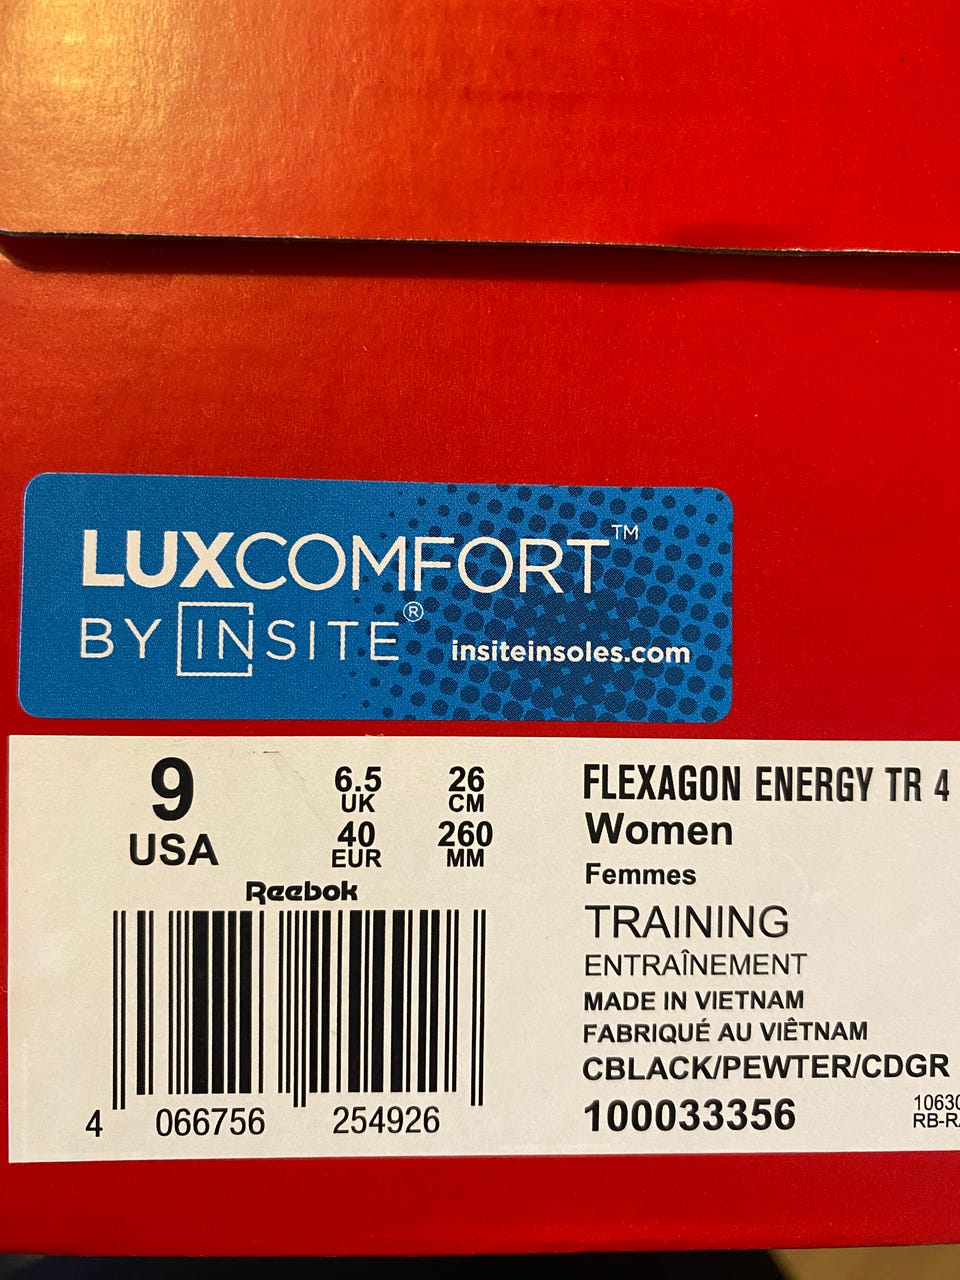 LUXCOMFORT™
BY INSITE®
insiteinsoles.com
9
USA
6.5
UK
40
EUR
26
CM
260
MM
Reebok
4 066756 254926
FLEXAGON ENERGY TR 4
Women
Femmes
TRAINING
ENTRAÎNEMENT
MADE IN VIETNAM
FABRIQUÉ AU VIÊTNAM
CBLACK/PEWTER/CDGR
100033356